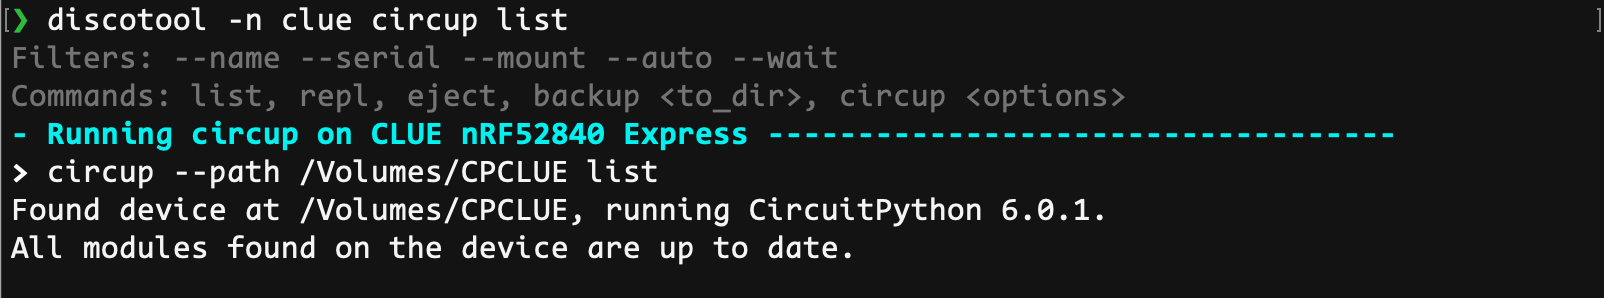 [❯ discotool -n clue circup list ]
Filters: --name --serial --mount --auto --wait
Commands: list, repl, eject, backup <to_dir>, circup <options>
- Running circup on CLUE nRF52840 Express -----------------------------------
> circup --path /Volumes/CPCLUE list
Found device at /Volumes/CPCLUE, running CircuitPython 6.0.1.
All modules found on the device are up to date.